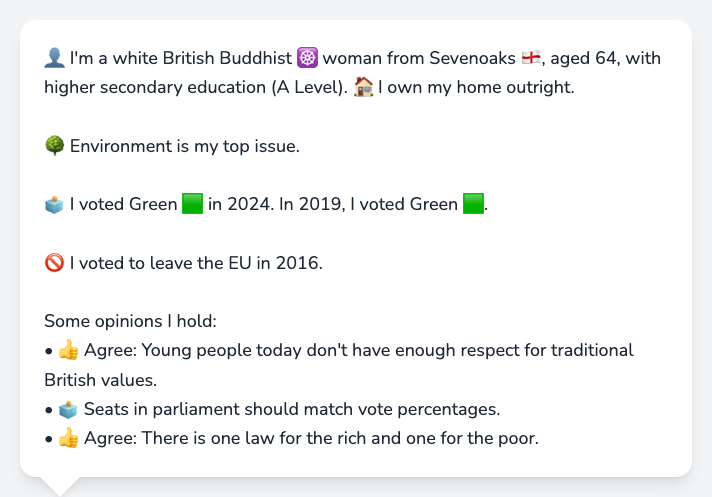 👤 I'm a white British Buddhist ☸️ woman from Sevenoaks 🏴󠁧󠁢󠁥󠁮󠁧󠁿, aged 64, with
higher secondary education (A Level). 🏠 I own my home outright.
🌳 Environment is my top issue.
🗳️ I voted Green 🟩 in 2024. In 2019, I voted Green 🟩.
🚫 I voted to leave the EU in 2016.
Some opinions I hold:
• 👍 Agree: Young people today don't have enough respect for traditional
British values.
• 🗳️ Seats in parliament should match vote percentages.
• 👍 Agree: There is one law for the rich and one for the poor.